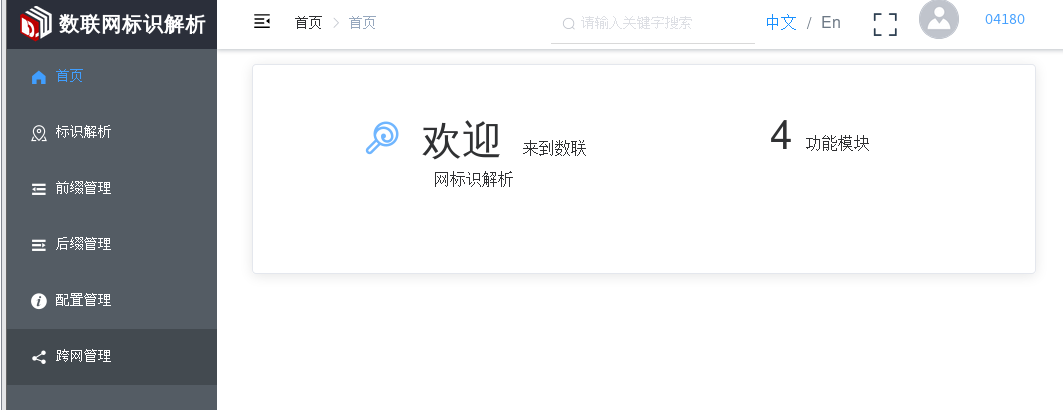 数联网标识解析
首页
标识解析
前缀管理
后缀管理
配置管理
跨网管理
首页 > 首页
请输入关键字搜索
中文 / En
04180
欢迎 来到数联
网标识解析
4 功能模块